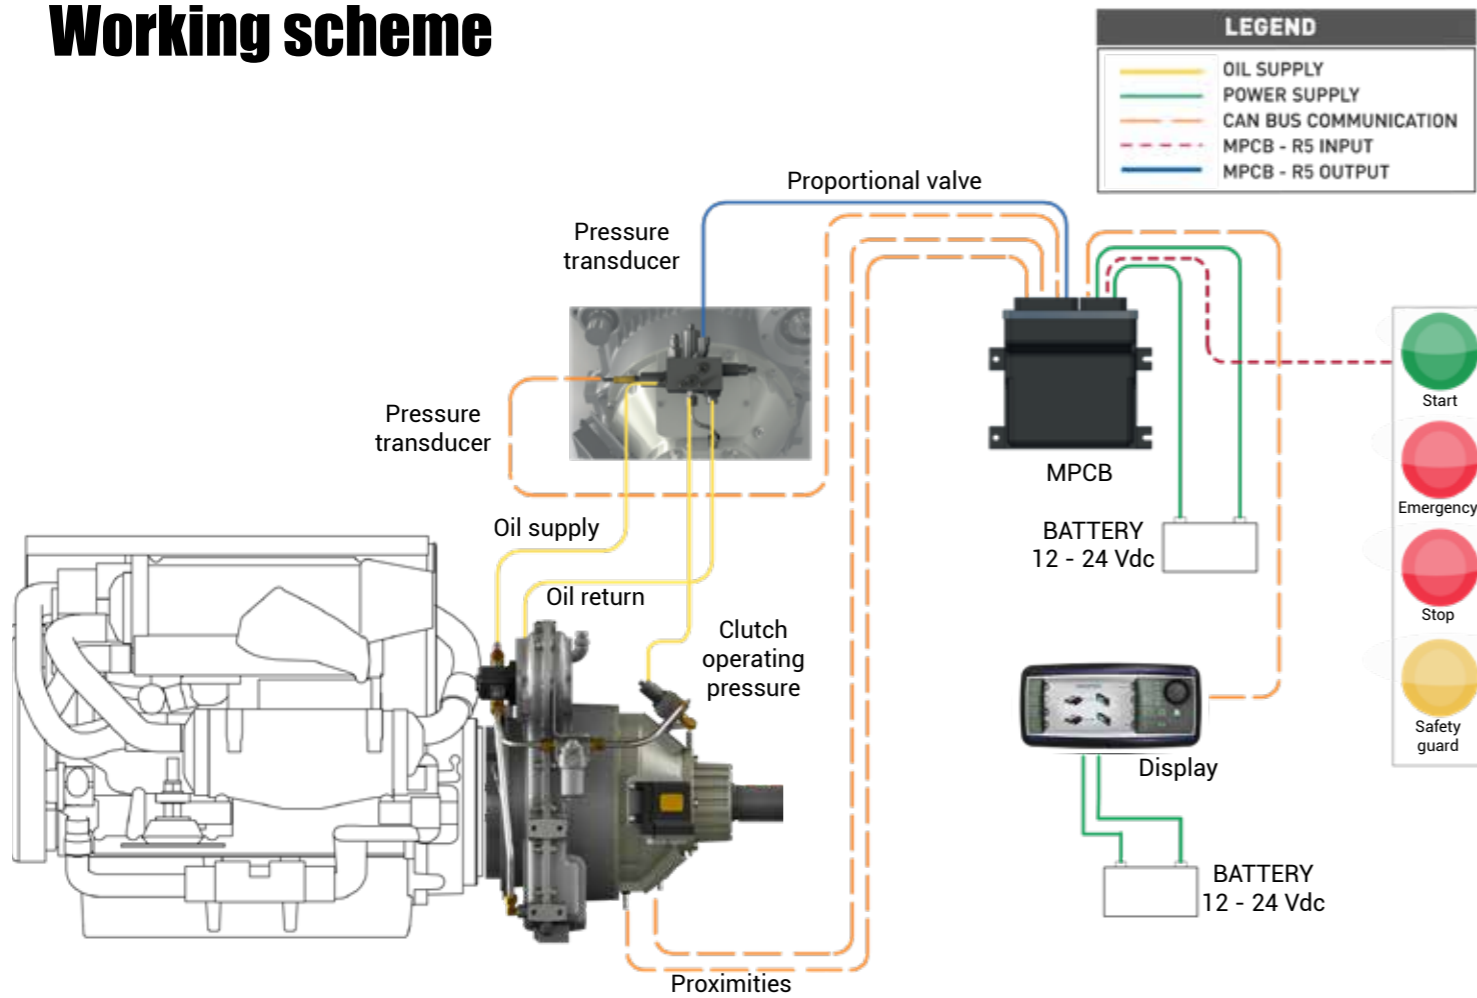 Working scheme
LEGEND
OIL SUPPLY
POWER SUPPLY
CAN BUS COMMUNICATION
MPCB - R5 INPUT
MPCB - R5 OUTPUT
Proportional valve
Pressure
transducer
Pressure
transducer
MPCB
Start
Emergency
Stop
Safety
guard
BATTERY
12 - 24 Vdc
Oil supply
Oil return
Clutch
operating
pressure
Display
BATTERY
12 - 24 Vdc
Proximities